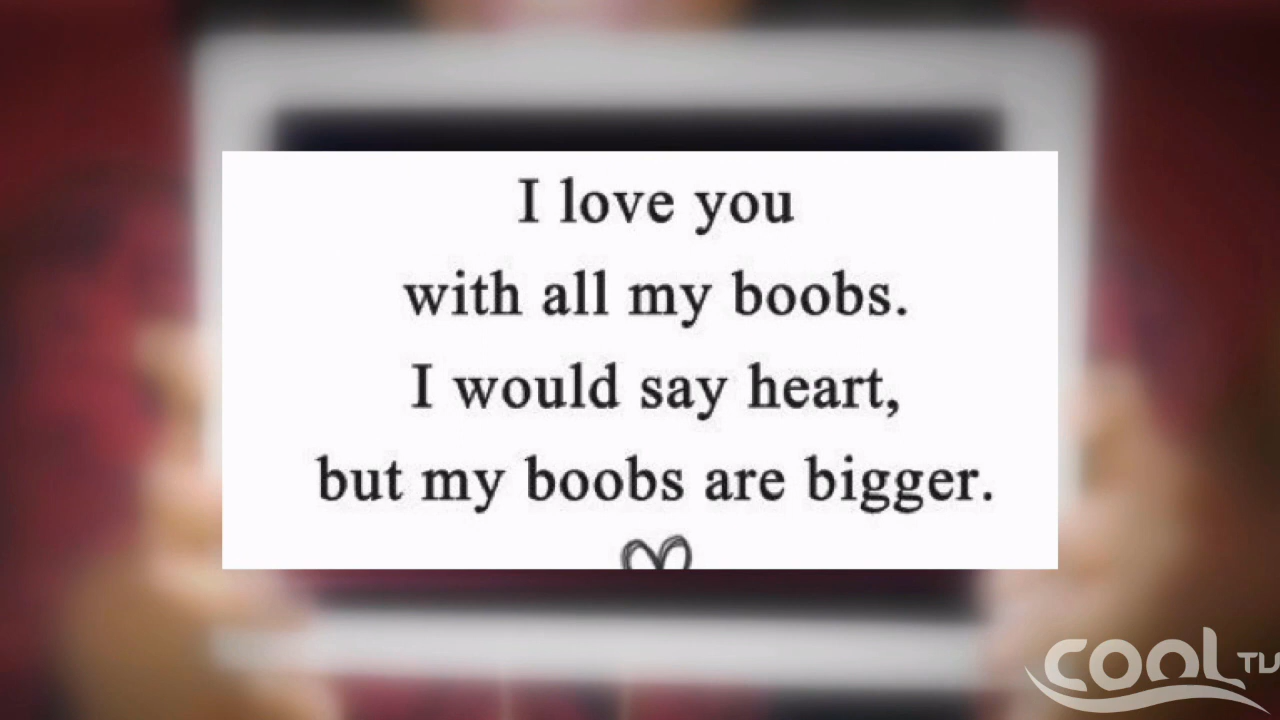 I love you
with all my boobs.
I would say heart,
but my boobs are bigger.
COOL TV